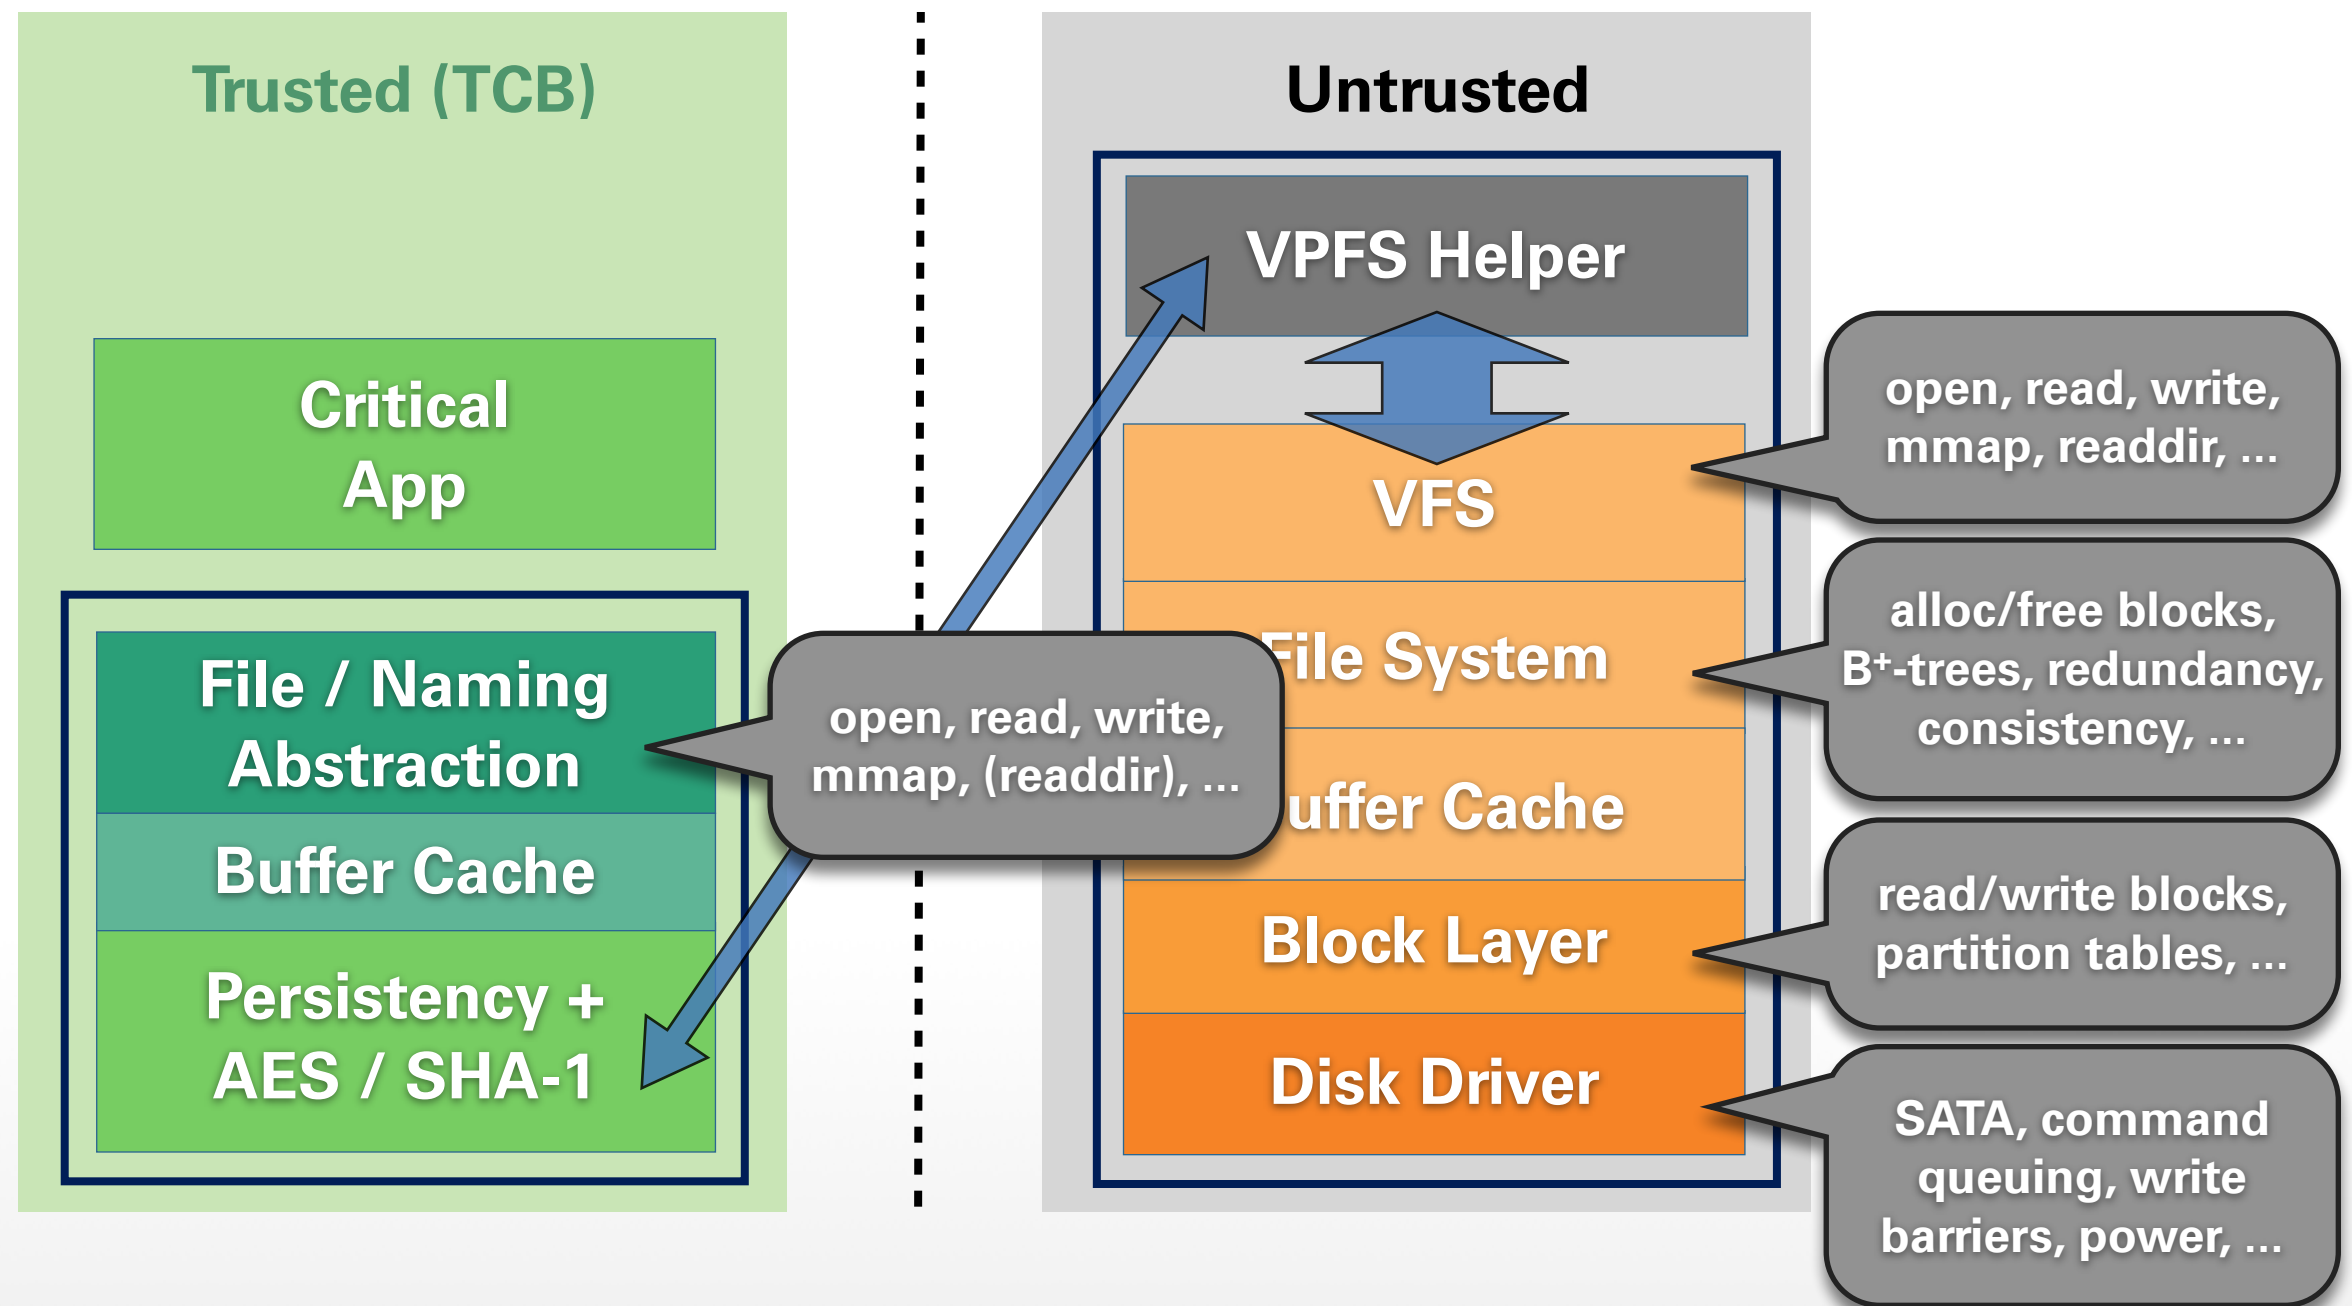 Trusted (TCB)
Critical
App
File / Naming
Abstraction
Buffer Cache
Persistency +
AES / SHA-1
open, read, write,
mmap, (readdir), ...
Untrusted
VPFS Helper
VFS
File System
uffer Cache
Block Layer
Disk Driver
open, read, write,
mmap, readdir, ...
alloc/free blocks,
B⁺-trees, redundancy,
consistency, ...
read/write blocks,
partition tables, ...
SATA, command
queuing, write
barriers, power, ...